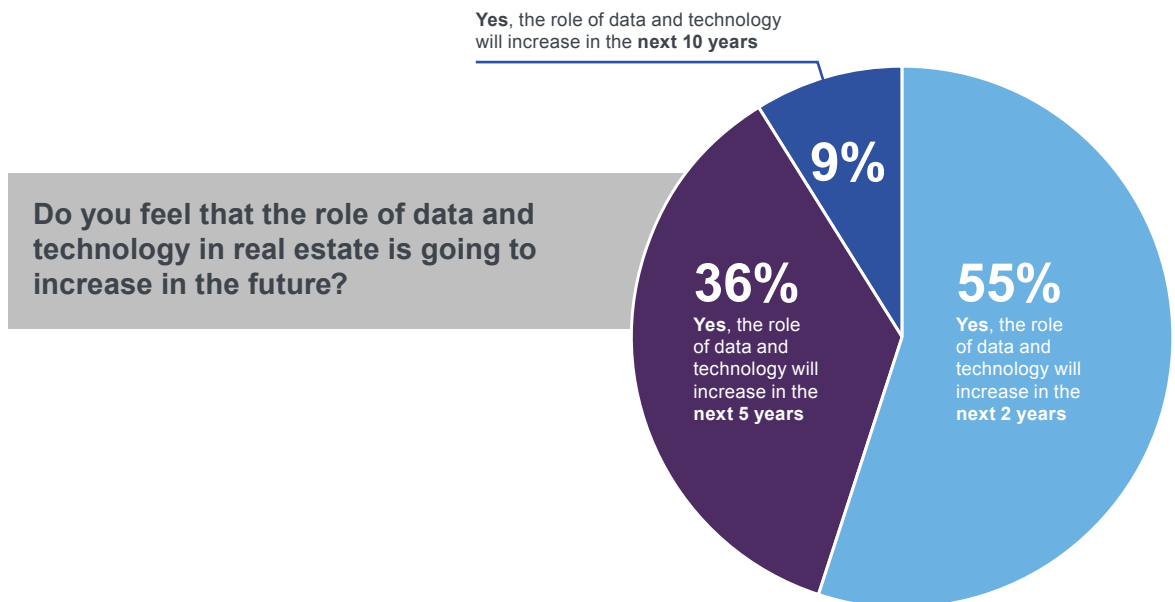 Yes, the role of data and technology
will increase in the next 10 years
Do you feel that the role of data and
technology in real estate is going to
increase in the future?
9%
36%
Yes, the role
of data and
technology will
increase in the
next 5 years
55%
Yes, the role
of data and
technology will
increase in the
next 2 years